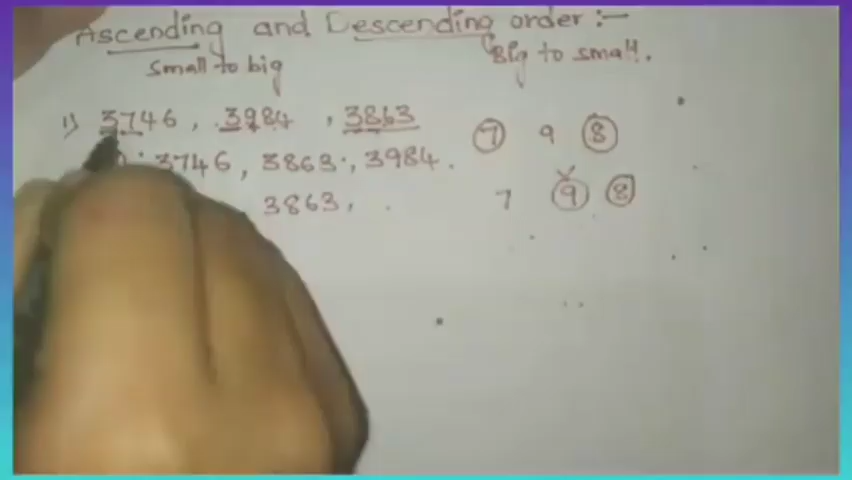 Ascending and Descending order :-
small to big Big to small.
1) 3746 , 3984 , 3863 7 9 8
3746 , 3863 , 3984 .
3863 , 7 9 8